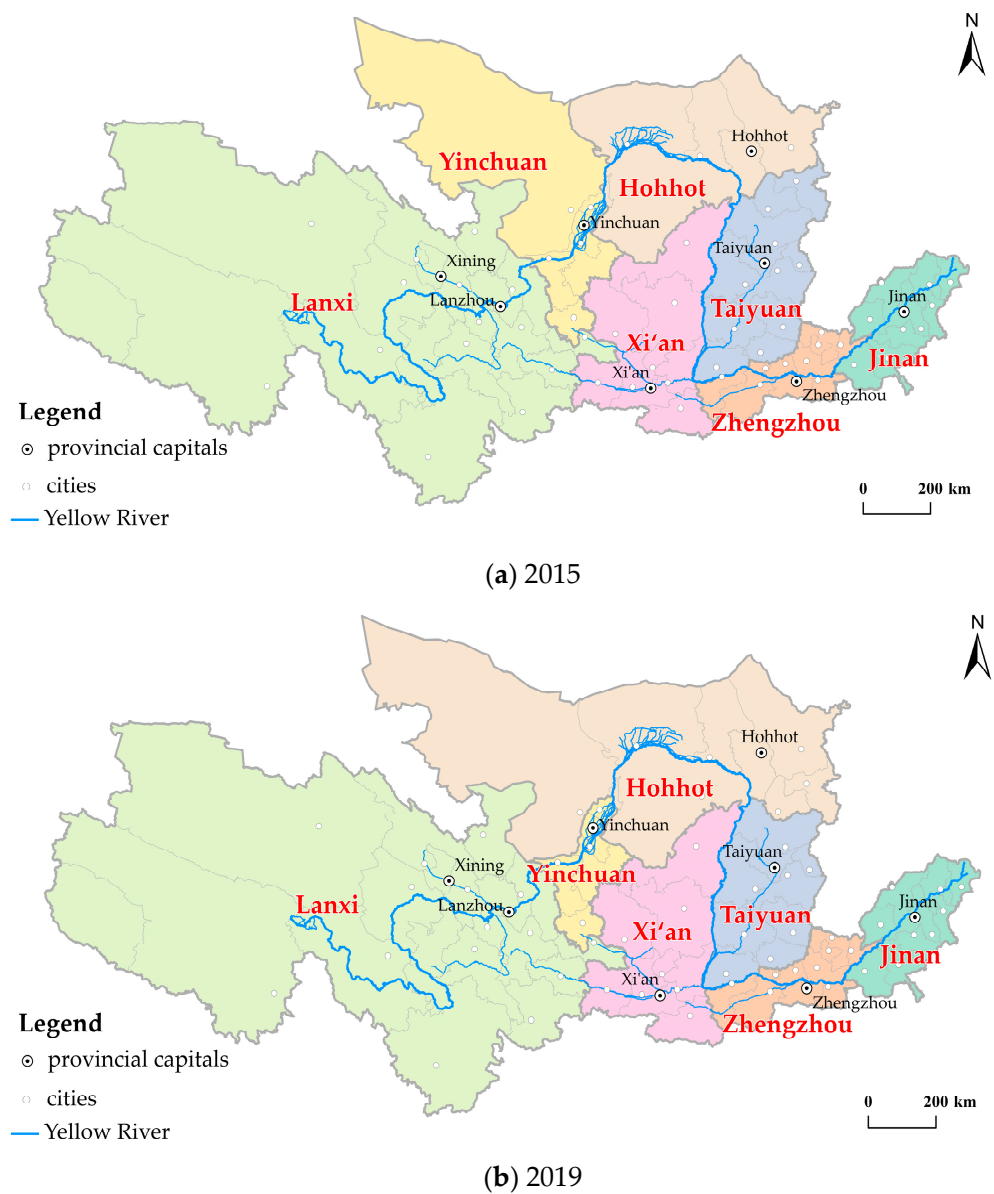 N
Hohhot
Yinchuan
Hohhot
Yinchuan
Taiyuan
Xining
Lanzhou
Lanxi
Jinan
Taiyuan
Xi‘an
Jinan
Xi'an
Zhengzhou
Zhengzhou
Legend
provincial capitals
cities
Yellow River
0 200 km
(a) 2015
N
Hohhot
Hohhot
Yinchuan
Taiyuan
Xining
Yinchuan
Lanzhou
Lanxi
Jinan
Taiyuan
Xi‘an
Jinan
Xi'an
Zhengzhou
Zhengzhou
Legend
provincial capitals
cities
Yellow River
0 200 km
(b) 2019